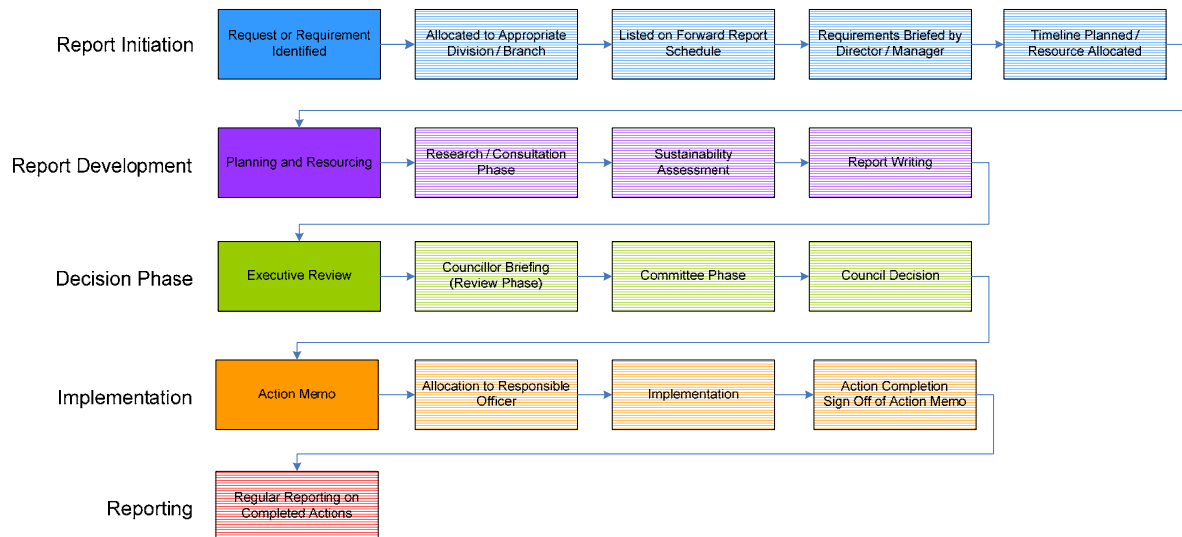 Report Initiation
Request or Requirement
Identified
Allocated to Appropriate
Division / Branch
Listed on Forward Report
Schedule
Requirements Briefed by
Director / Manager
Timeline Planned /
Resource Allocated
Report Development
Planning and Resourcing
Research / Consultation
Phase
Sustainability
Assessment
Report Writing
Decision Phase
Executive Review
Councillor Briefing
(Review Phase)
Committee Phase
Council Decision
Implementation
Action Memo
Allocation to Responsible
Officer
Implementation
Action Completion
Sign Off of Action Memo
Reporting
Regular Reporting on
Completed Actions